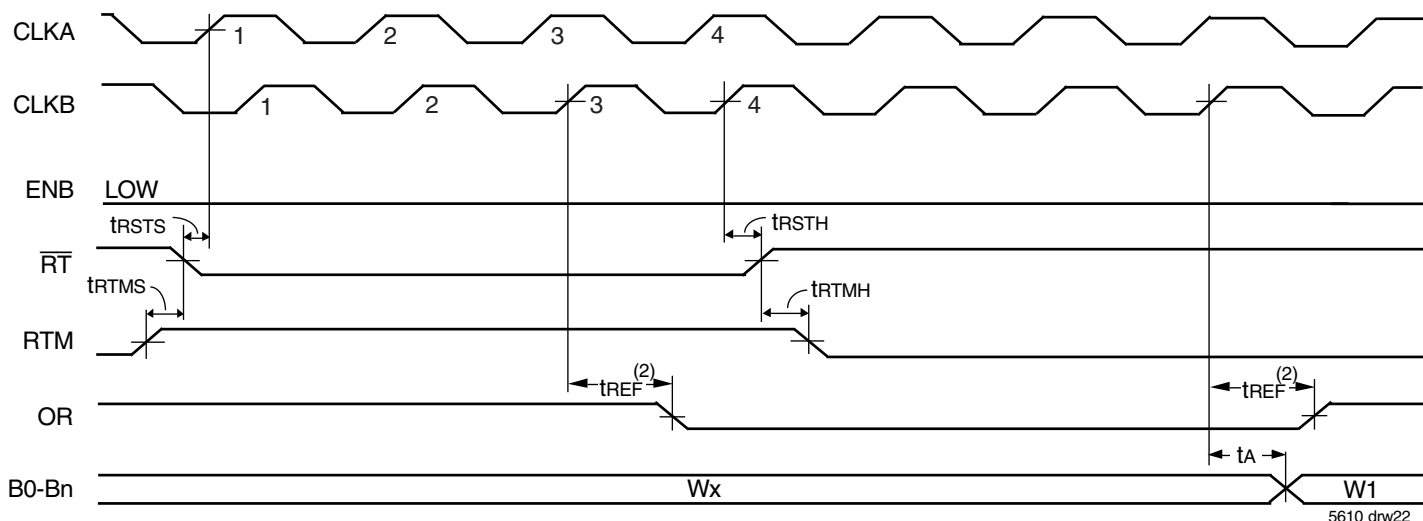 CLKA 1 2 3 4
CLKB 1 2 3 4
ENB LOW
tRSTS tRSTH
RT
tRTMS tRTMH
RTM
tREF(2) tREF(2)
OR
tA
B0-Bn Wx W1
5610 drw22